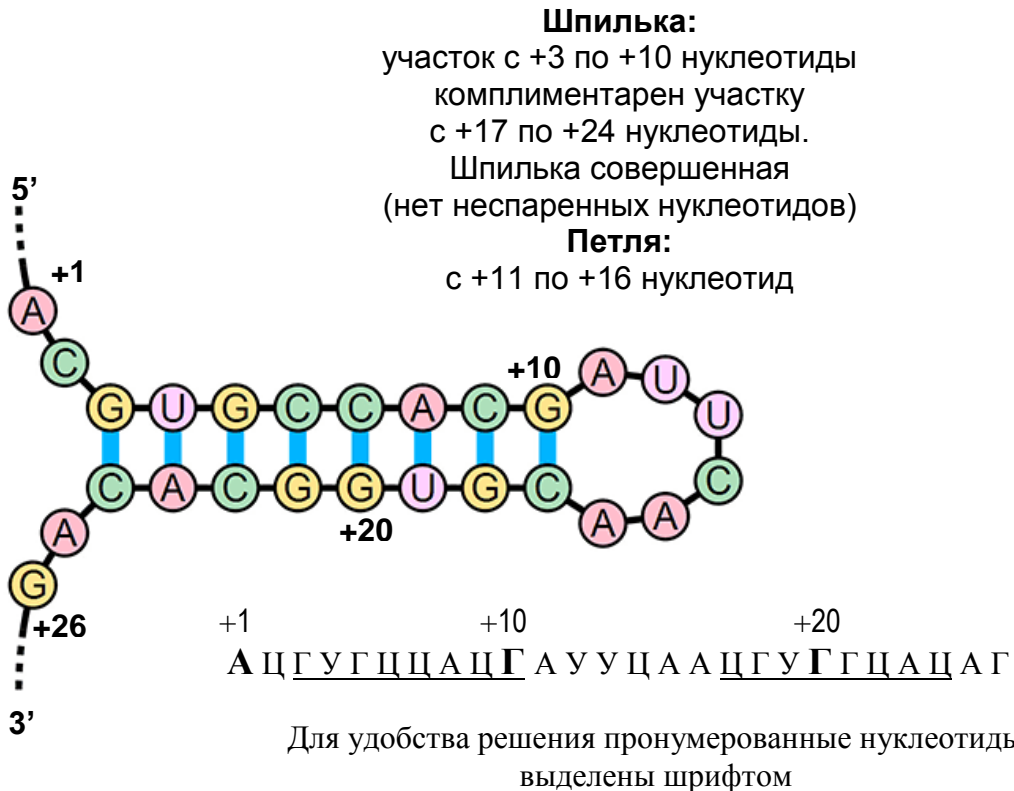 Шпилька:
участок с +3 по +10 нуклеотиды
комплиментарен участку
с +17 по +24 нуклеотиды.
Шпилька совершенная
(нет неспаренных нуклеотидов)
Петля:
с +11 по +16 нуклеотид
5’
+1
A
C
G U G C C A C G A U U C A A
+10
C A C G G U G C
+20
A
G
+26
3’
+1 +10 +20
А Ц Г У Г Ц Ц А Ц Г А У У Ц А А Ц Г У Г Г Ц А Ц А Г
Для удобства решения пронумерованные нуклеотиды
выделены шрифтом